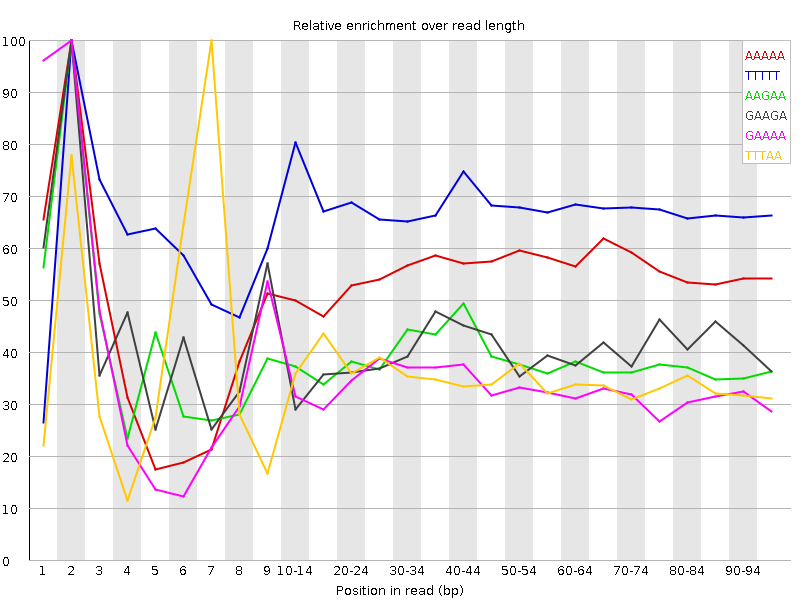 Relative enrichment over read length
100
90
80
70
60
50
40
30
20
10
0
AAAAA
TTTTT
AAGAA
GAAGA
GAAAA
TTTAA
1 2 3 4 5 6 7 8 9 10-14 20-24 30-34 40-44 50-54 60-64 70-74 80-84 90-94
Position in read (bp)